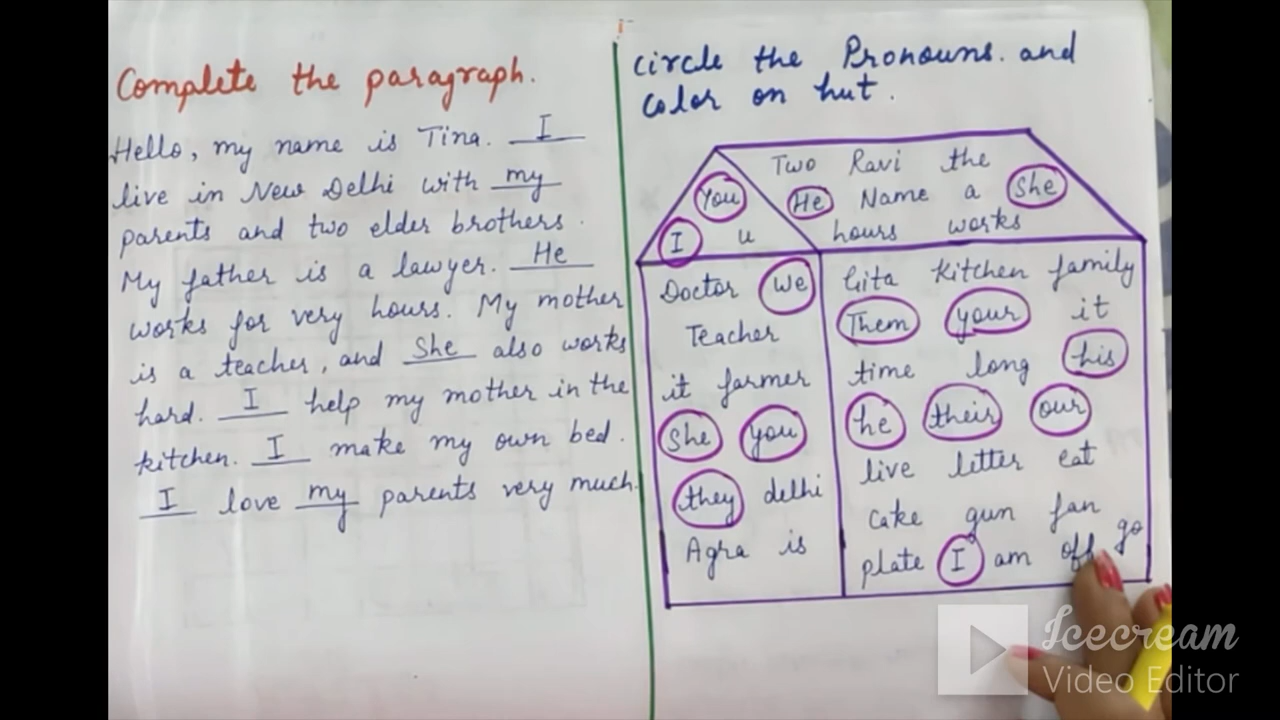 Complete the paragraph.
Hello, my name is Tina. I
live in New Delhi with my
parents and two elder brothers.
My father is a lawyer. He
works for very hours. My mother
is a teacher, and She also works
hard. I help my mother in the
kitchen. I make my own bed.
I love my parents very much.
circle the Pronouns. and
color on hut.
Two Ravi the
You He Name a She
I u hours works
Doctor we
Teacher
it farmer
She you
they delhi
Agra is
Gita Kitchen family
Them your it
time long his
he their our
live letter eat
cake gun fan
plate I am off go
Icecream
Video Editor